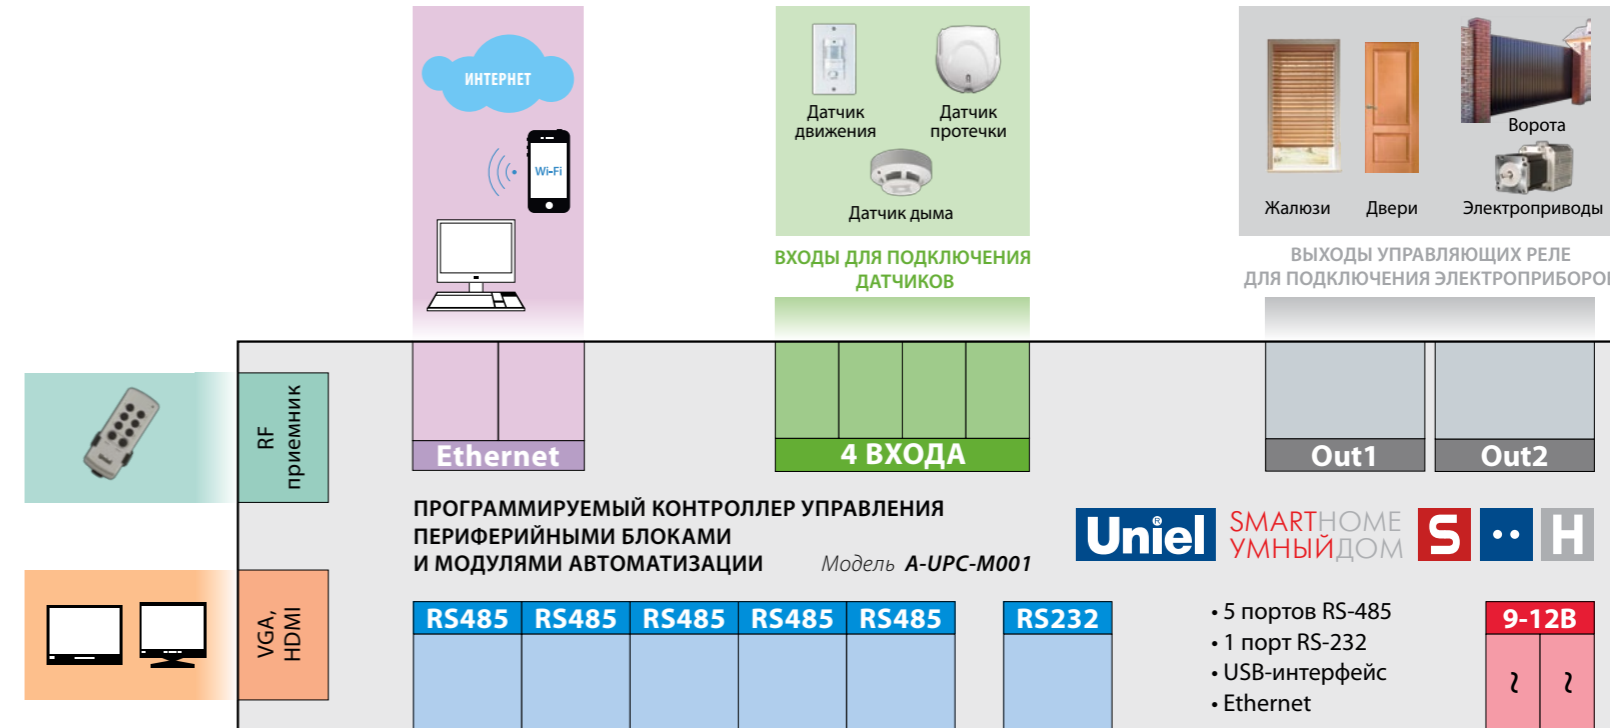 ИНТЕРНЕТ
Wi-Fi
Датчик
движения
Датчик
протечки
Датчик дыма
ВХОДЫ ДЛЯ ПОДКЛЮЧЕНИЯ
ДАТЧИКОВ
Ворота
Жалюзи
Двери
Электроприводы
ВЫХОДЫ УПРАВЛЯЮЩИХ РЕЛЕ
ДЛЯ ПОДКЛЮЧЕНИЯ ЭЛЕКТРОПРИБОРОВ
RF
приемник
Ethernet
4 ВХОДА
Out1
Out2
ПРОГРАММИРУЕМЫЙ КОНТРОЛЛЕР УПРАВЛЕНИЯ
ПЕРИФЕРИЙНЫМИ БЛОКАМИ
И МОДУЛЯМИ АВТОМАТИЗАЦИИ Модель A-UPC-M001
Uniel®
SMARTHOME
УМНЫЙДОМ
S ·· H
VGA,
HDMI
RS485 RS485 RS485 RS485 RS485 RS232
• 5 портов RS-485
• 1 порт RS-232
• USB-интерфейс
• Ethernet
9-12В
~ ~